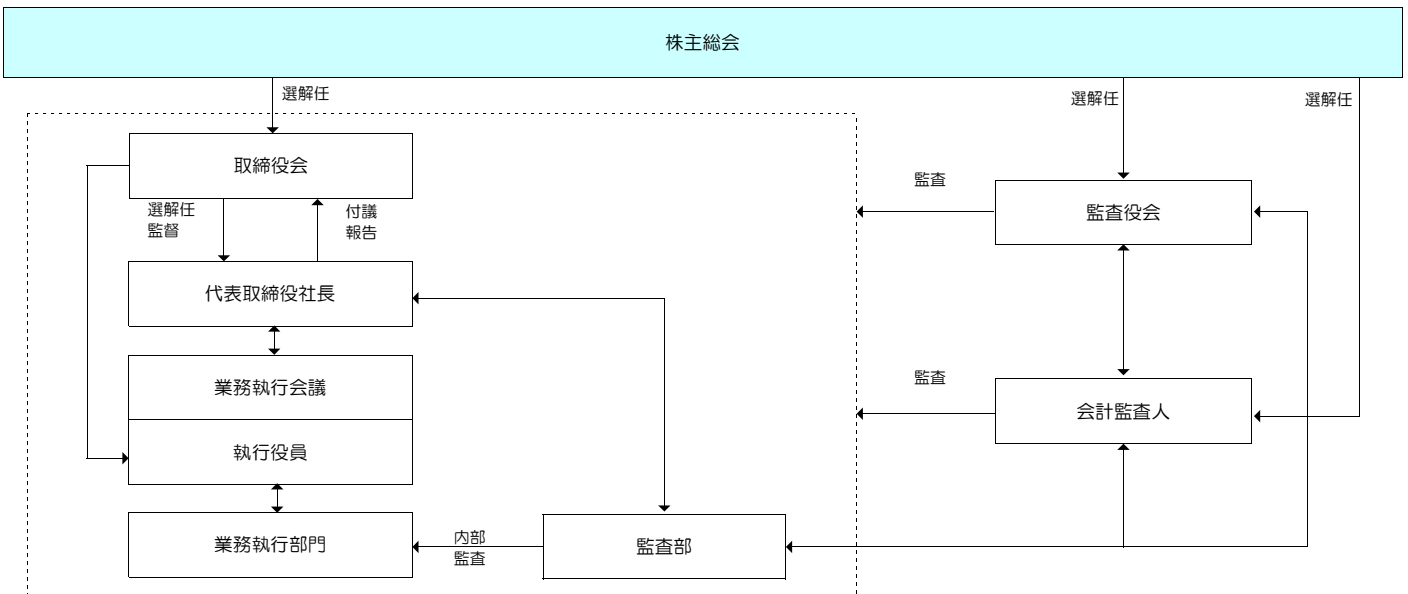 株主総会
選解任
選解任
選解任
取締役会
監査
監査役会
選解任
監督
付議
報告
代表取締役社長
業務執行会議
監査
会計監査人
執行役員
業務執行部門
内部
監査
監査部